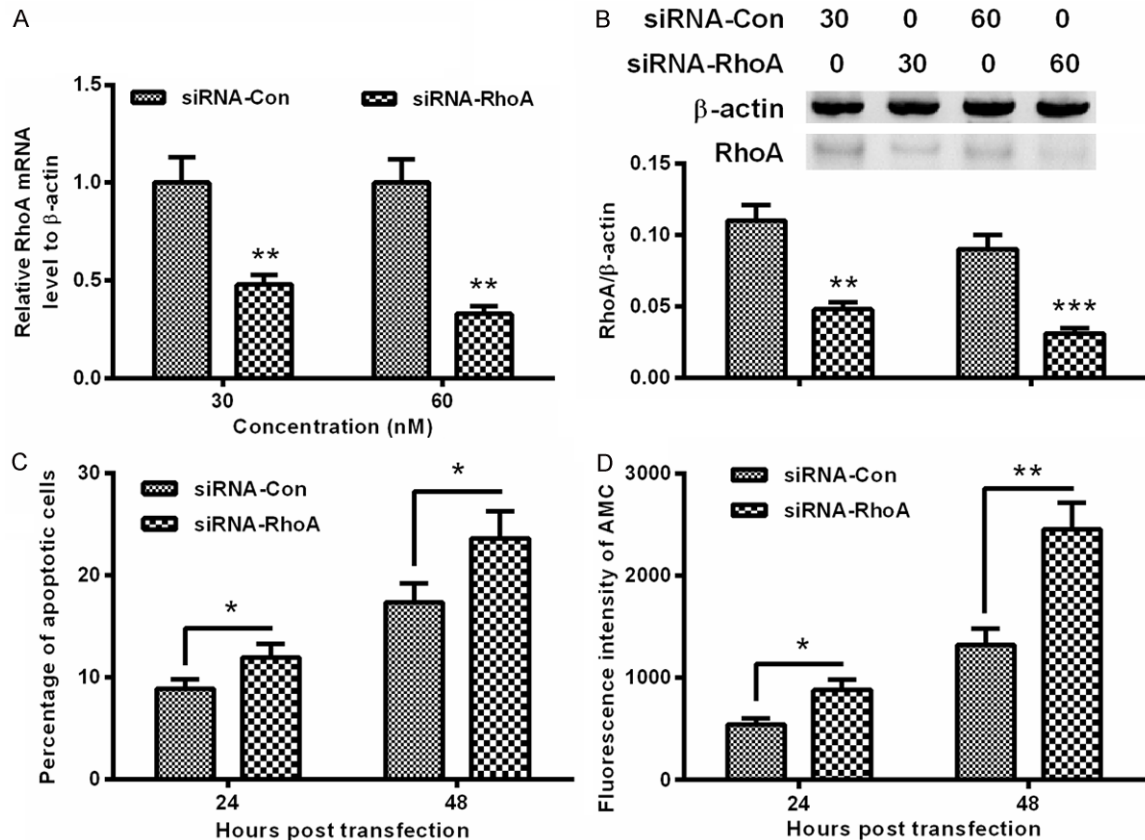 A
Relative RhoA mRNA
level to β-actin
1.5
1.0
0.5
0.0
siRNA-Con
siRNA-RhoA
**
**
30
60
Concentration (nM)
B
siRNA-Con 30 0 60 0
siRNA-RhoA 0 30 0 60
β-actin
RhoA
RhoA/β-actin
0.15
0.10
0.05
0.00
**
***
C
Percentage of apoptotic cells
30
20
10
0
siRNA-Con
siRNA-RhoA
*
*
24
48
Hours post transfection
D
Fluorescence intensity of AMC
3000
2000
1000
0
siRNA-Con
siRNA-RhoA
*
**
24
48
Hours post transfection